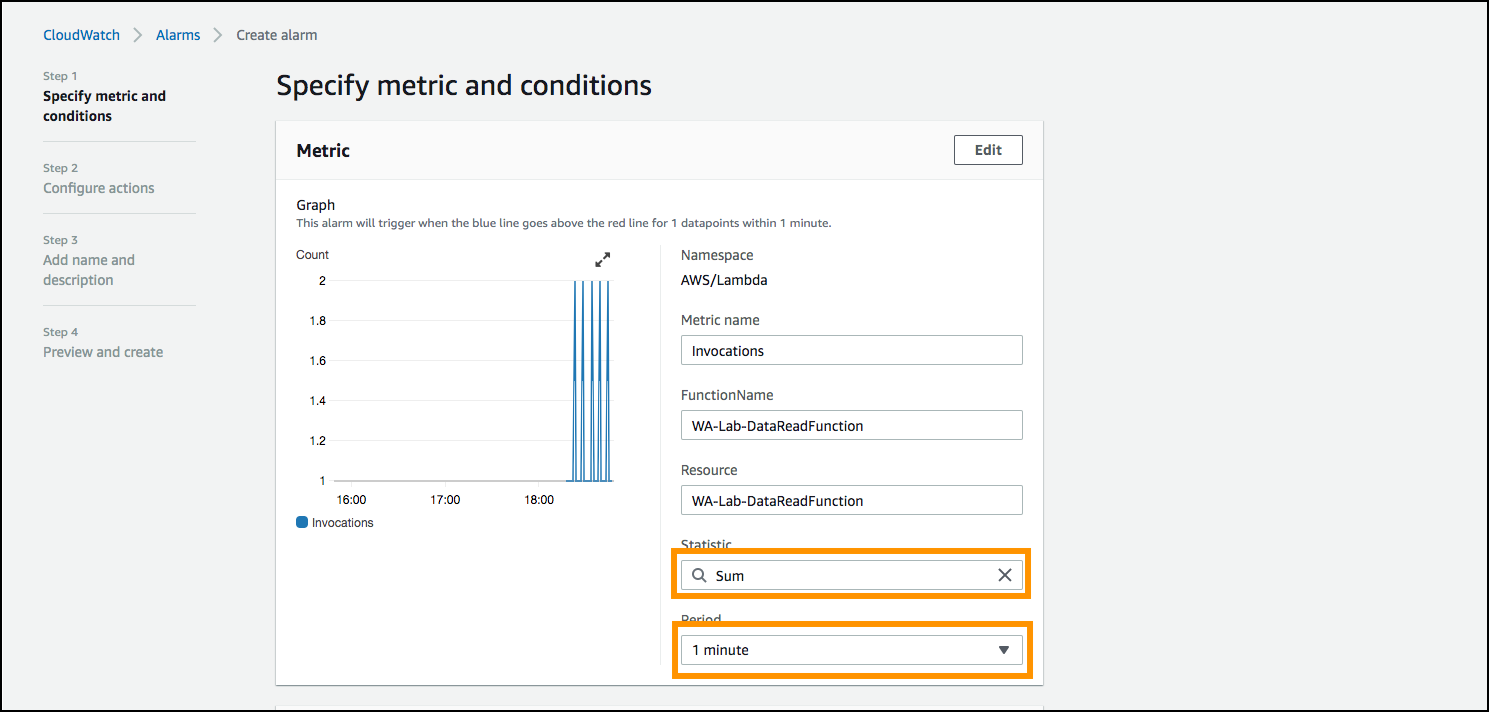 CloudWatch > Alarms > Create alarm
Step 1
Specify metric and
conditions
Step 2
Configure actions
Step 3
Add name and
description
Step 4
Preview and create
Specify metric and conditions
Metric
Edit
Graph
This alarm will trigger when the blue line goes above the red line for 1 datapoints within 1 minute.
Count
2
1.8
1.6
1.4
1.2
1
16:00 17:00 18:00
Invocations
Namespace
AWS/Lambda
Metric name
Invocations
FunctionName
WA-Lab-DataReadFunction
Resource
WA-Lab-DataReadFunction
Statistic
Sum
Period
1 minute